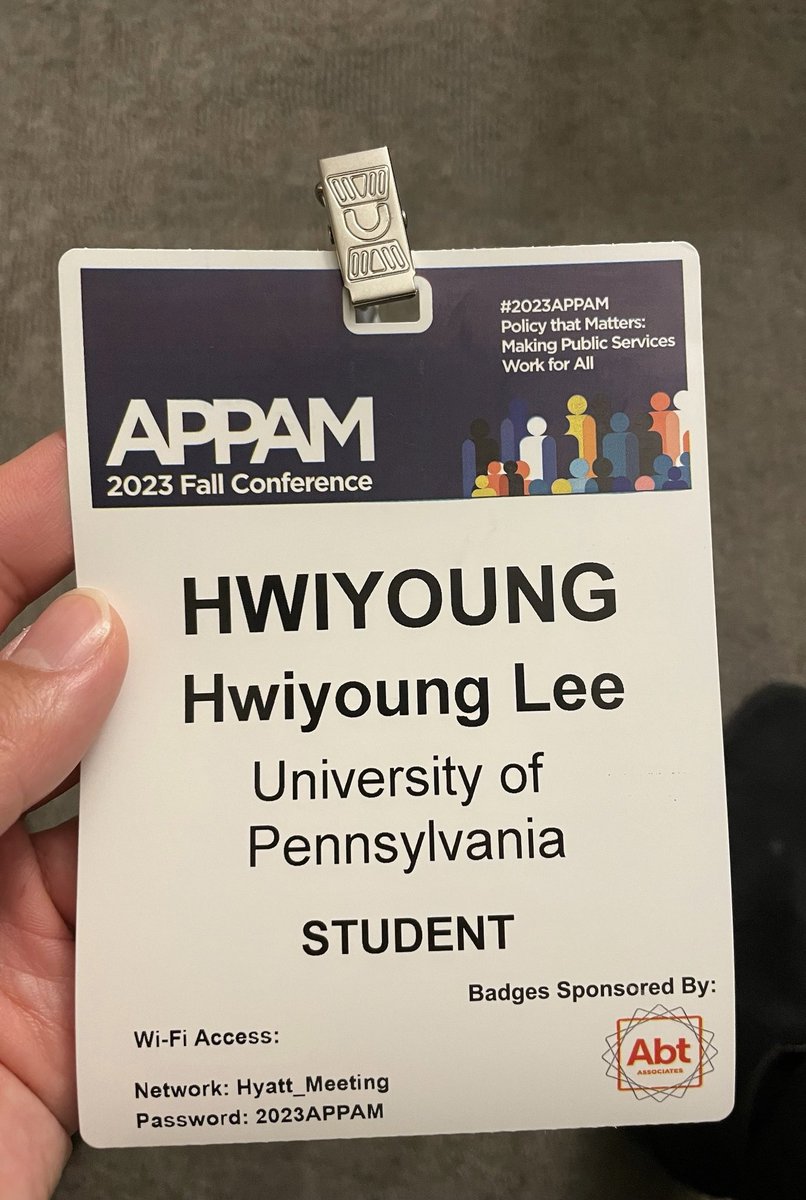 #2023APPAM
Policy that Matters:
Making Public Services
Work for All
APPAM
2023 Fall Conference
HWIYOUNG
Hwiyoung Lee
University of
Pennsylvania
STUDENT
Badges Sponsored By:
Abt
ASSOCIATES
Wi-Fi Access:
Network: Hyatt_Meeting
Password: 2023APPAM